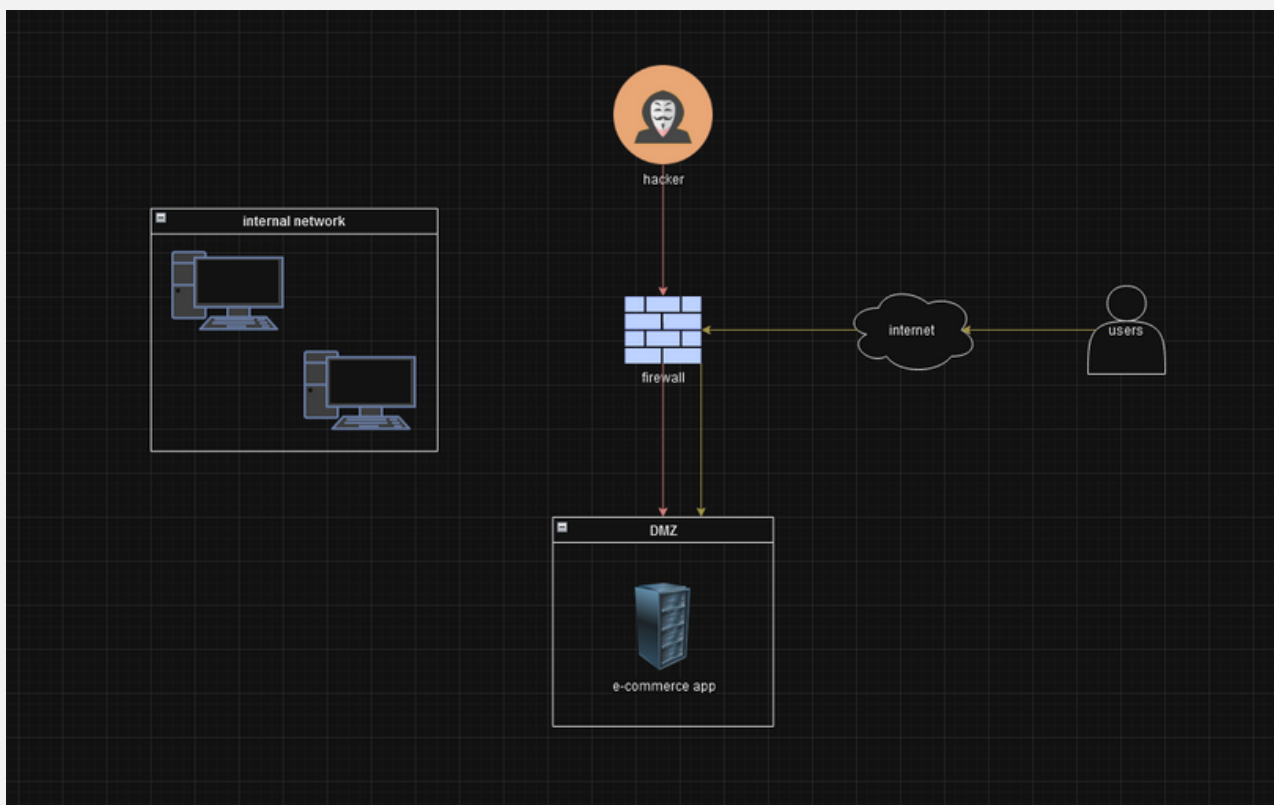 hacker
internal network
internet
users
firewall
DMZ
e-commerce app